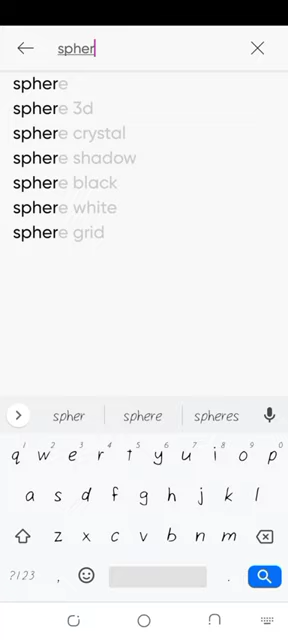 spher
sphere
sphere 3d
sphere crystal
sphere shadow
sphere black
sphere white
sphere grid
spher sphere spheres
1 2 3 4 5 6 7 8 9 0
q w e r t y u i o p
a s d f g h j k l
z x c v b n m
?123 , .